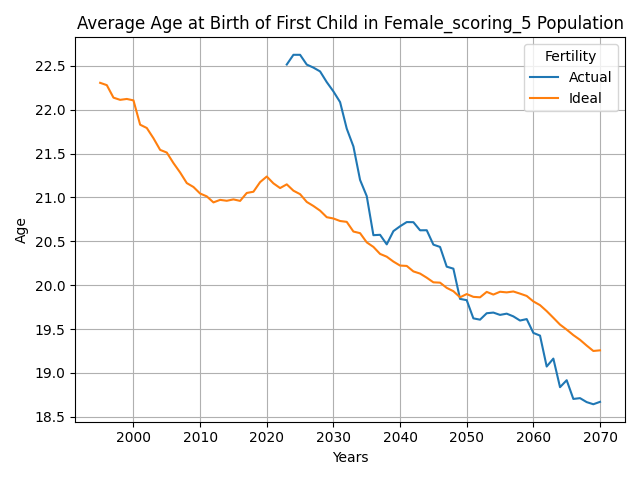 Average Age at Birth of First Child in Female_scoring_5 Population
Fertility
Actual
Ideal
22.5
22.0
21.5
21.0
20.5
20.0
19.5
19.0
18.5
Age
2000 2010 2020 2030 2040 2050 2060 2070
Years